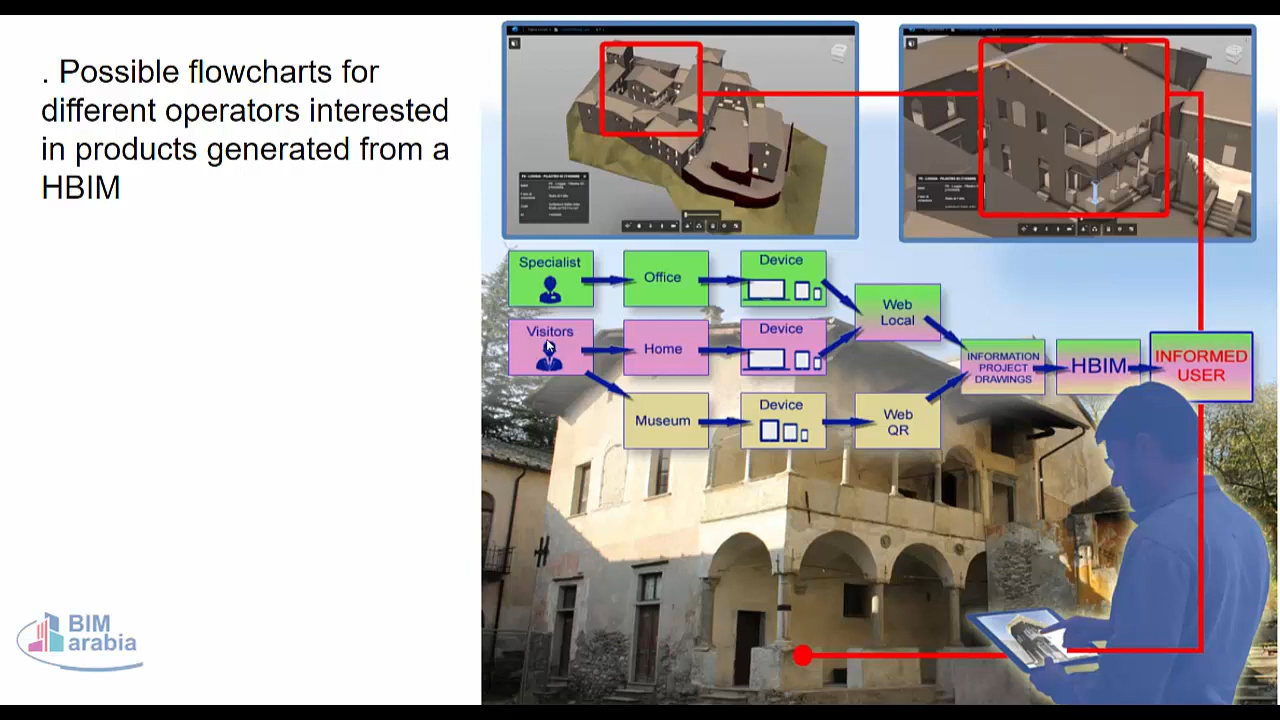 . Possible flowcharts for
different operators interested
in products generated from a
HBIM
Specialist
Office
Device
Web
Local
Visitors
Home
Device
INFORMATION
PROJECT
DRAWINGS
HBIM
INFORMED
USER
Museum
Device
Web
QR
BIM
arabia